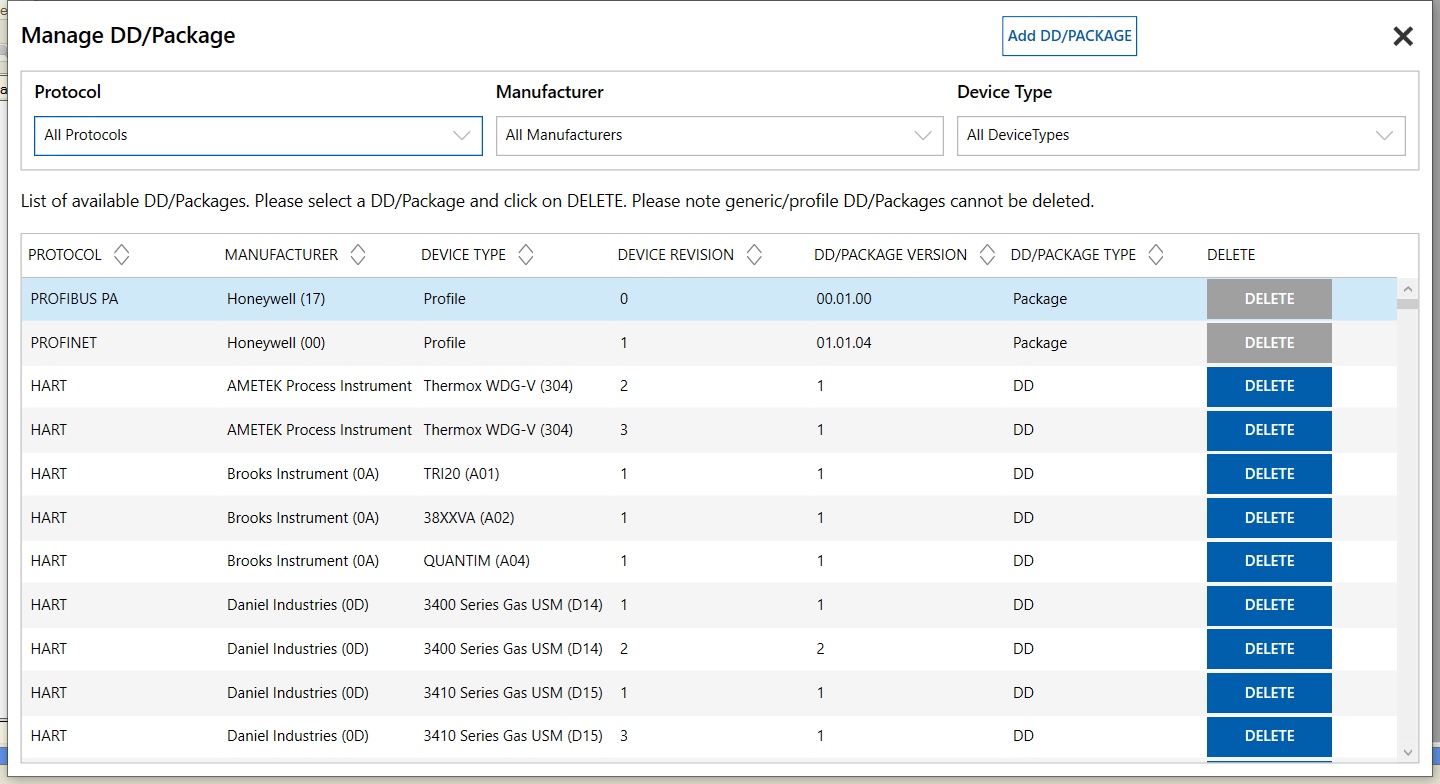 Manage DD/Package
Add DD/PACKAGE
Protocol Manufacturer Device Type
All Protocols All Manufacturers All DeviceTypes
List of available DD/Packages. Please select a DD/Package and click on DELETE. Please note generic/profile DD/Packages cannot be deleted.
PROTOCOL MANUFACTURER DEVICE TYPE DEVICE REVISION DD/PACKAGE VERSION DD/PACKAGE TYPE DELETE
PROFIBUS PA Honeywell (17) Profile 0 00.01.00 Package DELETE
PROFINET Honeywell (00) Profile 1 01.01.04 Package DELETE
HART AMETEK Process Instrument Thermox WDG-V (304) 2 1 DD DELETE
HART AMETEK Process Instrument Thermox WDG-V (304) 3 1 DD DELETE
HART Brooks Instrument (0A) TRI20 (A01) 1 1 DD DELETE
HART Brooks Instrument (0A) 38XXVA (A02) 1 1 DD DELETE
HART Brooks Instrument (0A) QUANTIM (A04) 1 1 DD DELETE
HART Daniel Industries (0D) 3400 Series Gas USM (D14) 1 1 DD DELETE
HART Daniel Industries (0D) 3400 Series Gas USM (D14) 2 2 DD DELETE
HART Daniel Industries (0D) 3410 Series Gas USM (D15) 1 1 DD DELETE
HART Daniel Industries (0D) 3410 Series Gas USM (D15) 3 1 DD DELETE